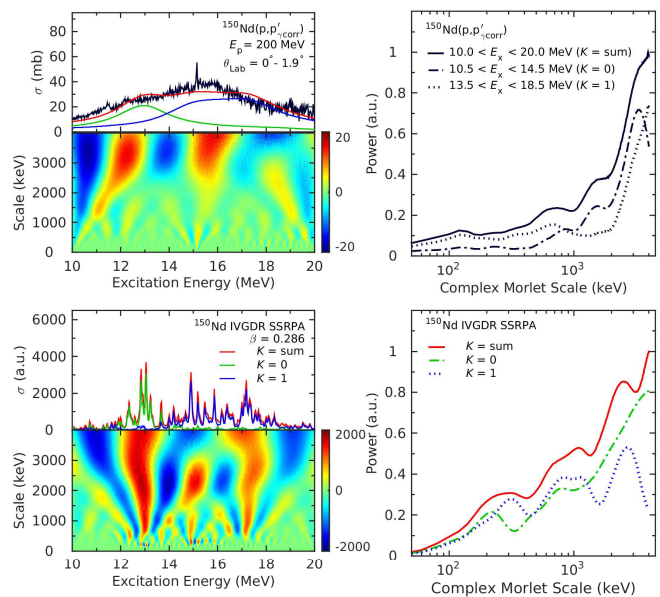 100
80
60
40
20
0
σ (mb)
¹⁵⁰Nd(p,p′γcorr)
Eₚ = 200 MeV
θLab = 0° - 1.9°
3000
2000
1000
0
Scale (keV)
20
0
-20
10 12 14 16 18 20
Excitation Energy (MeV)
1
0.8
0.6
0.4
0.2
0
Power (a.u.)
¹⁵⁰Nd(p,p′γcorr)
10.0 < Eₓ < 20.0 MeV (K = sum)
10.5 < Eₓ < 14.5 MeV (K = 0)
13.5 < Eₓ < 18.5 MeV (K = 1)
10² 10³
Complex Morlet Scale (keV)
6000
4000
2000
0
σ (a.u.)
¹⁵⁰Nd IVGDR SSRPA
β = 0.286
K = sum
K = 0
K = 1
3000
2000
1000
0
Scale (keV)
2000
0
-2000
10 12 14 16 18 20
Excitation Energy (MeV)
1
0.8
0.6
0.4
0.2
0
Power (a.u.)
¹⁵⁰Nd IVGDR SSRPA
K = sum
K = 0
K = 1
10² 10³
Complex Morlet Scale (keV)